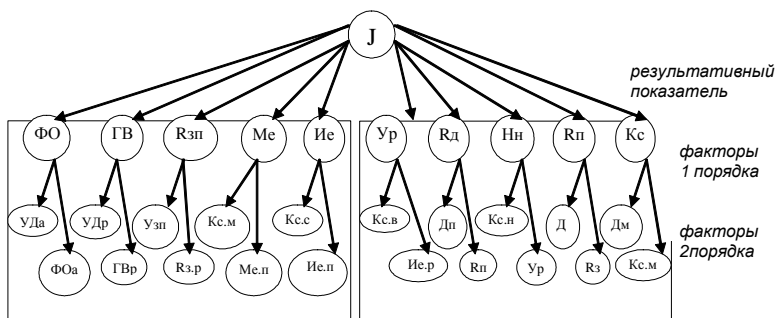 J
результативный
показатель
ФО ГВ Rзп Ме Ие Ур Rд Нн Rп Кс
факторы
1 порядка
УДа УДр Узп Кс.м Кс.с Кс.в Дп Кс.н Д Дм
факторы
2порядка
ФОа ГВр Rз.р Ме.п Ие.п Ие.р Rп Ур Rз Кс.м